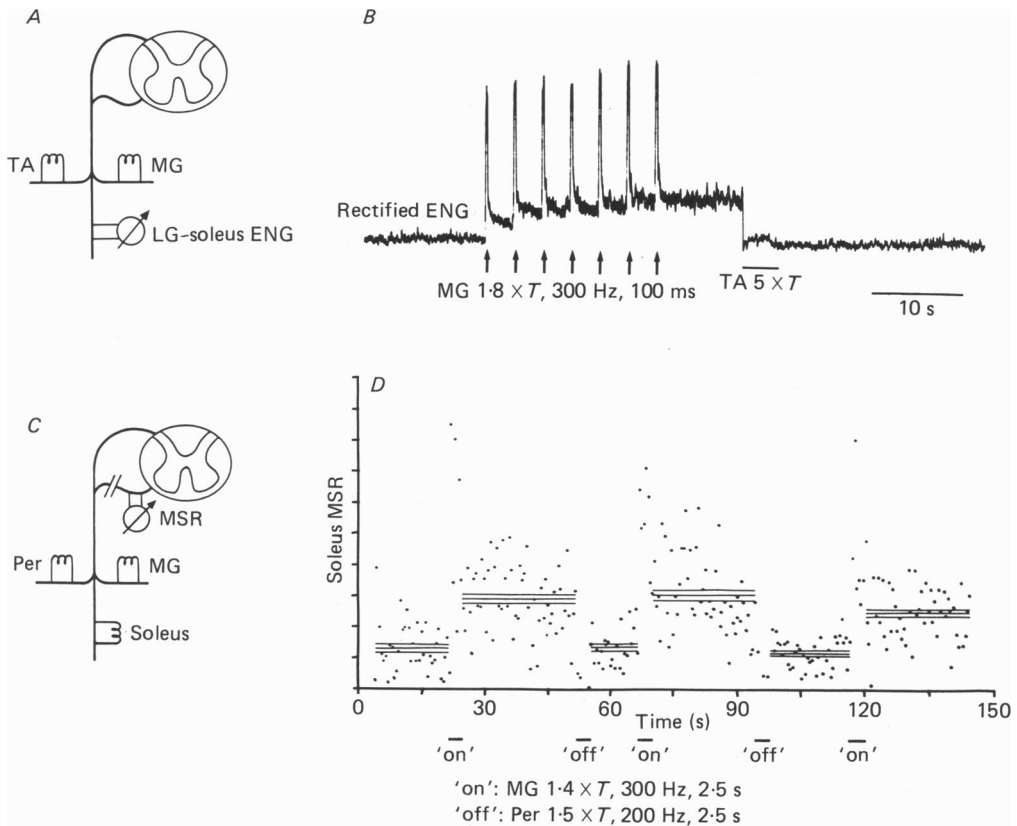 A
TA
MG
LG-soleus ENG
B
Rectified ENG
MG 1·8 × T, 300 Hz, 100 ms
TA 5 × T
10 s
C
MSR
Per
MG
Soleus
D
Soleus MSR
0 30 60 90 120 150
Time (s)
'on' 'off' 'on' 'off' 'on'
'on': MG 1·4 × T, 300 Hz, 2·5 s
'off': Per 1·5 × T, 200 Hz, 2·5 s